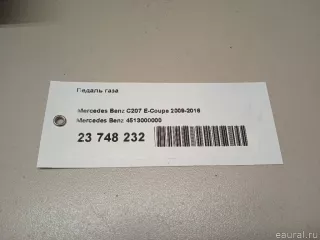 Педаль газа
Mercedes Benz C207 E-Coupe 2009-2016
Mercedes Benz 4513000000
23 748 232
eaural.ru